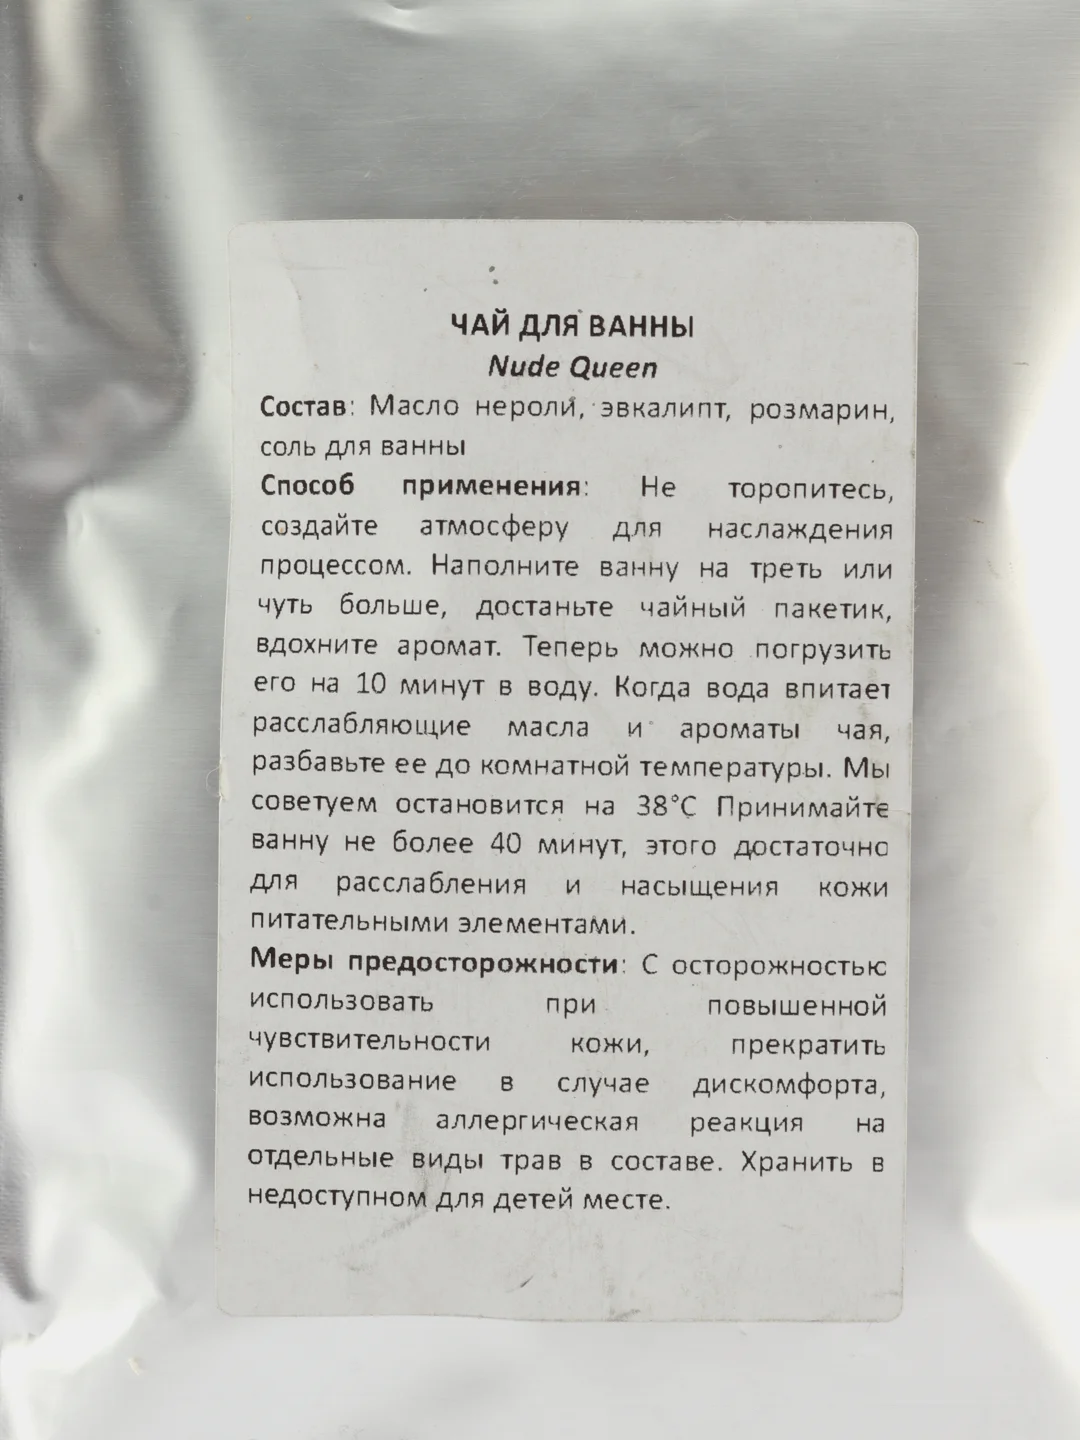 ЧАЙ ДЛЯ ВАННЫ
Nude Queen
Состав: Масло нероли, эвкалипт, розмарин,
соль для ванны
Способ применения: Не торопитесь,
создайте атмосферу для наслаждения
процессом. Наполните ванну на треть или
чуть больше, достаньте чайный пакетик,
вдохните аромат. Теперь можно погрузить
его на 10 минут в воду. Когда вода впитает
расслабляющие масла и ароматы чая,
разбавьте ее до комнатной температуры. Мы
советуем остановится на 38°С Принимайте
ванну не более 40 минут, этого достаточно
для расслабления и насыщения кожи
питательными элементами.
Меры предосторожности: С осторожностью
использовать при повышенной
чувствительности кожи, прекратить
использование в случае дискомфорта,
возможна аллергическая реакция на
отдельные виды трав в составе. Хранить в
недоступном для детей месте.